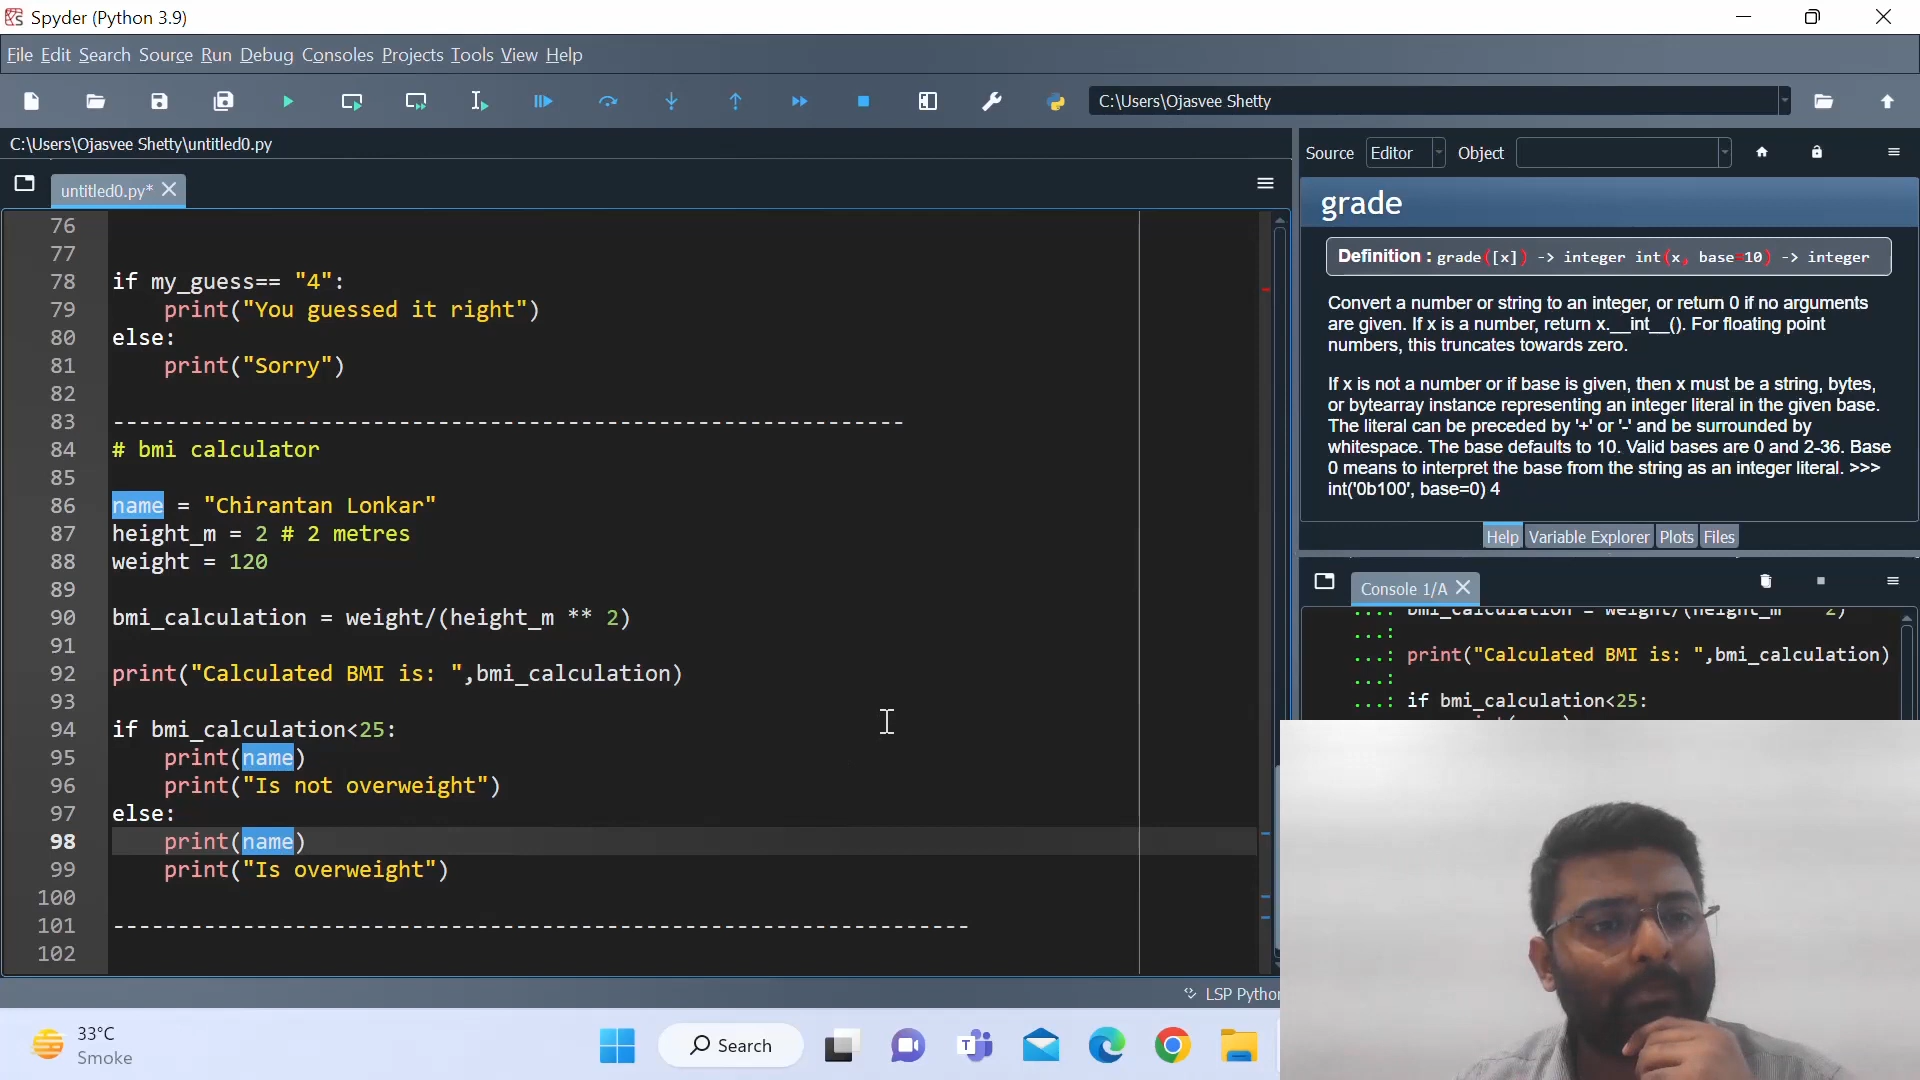 Spyder (Python 3.9)
File Edit Search Source Run Debug Consoles Projects Tools View Help
C:\Users\Ojasvee Shetty
C:\Users\Ojasvee Shetty\untitled0.py
untitled0.py*
76
77
78 if my_guess== "4":
79 print("You guessed it right")
80 else:
81 print("Sorry")
82
83 -------------------------------------------------------------
84 # bmi calculator
85
86 name = "Chirantan Lonkar"
87 height_m = 2 # 2 metres
88 weight = 120
89
90 bmi_calculation = weight/(height_m ** 2)
91
92 print("Calculated BMI is: ",bmi_calculation)
93
94 if bmi_calculation<25:
95 print(name)
96 print("Is not overweight")
97 else:
98 print(name)
99 print("Is overweight")
100
101 ------------------------------------------------------------------
102
LSP Python
Source Editor Object
grade
Definition : grade([x]) -> integer int(x, base=10) -> integer
Convert a number or string to an integer, or return 0 if no arguments
are given. If x is a number, return x.__int__(). For floating point
numbers, this truncates towards zero.
If x is not a number or if base is given, then x must be a string, bytes,
or bytearray instance representing an integer literal in the given base.
The literal can be preceded by '+' or '-' and be surrounded by
whitespace. The base defaults to 10. Valid bases are 0 and 2-36. Base
0 means to interpret the base from the string as an integer literal. >>>
int('0b100', base=0) 4
Help Variable Explorer Plots Files
Console 1/A
...: bmi_calculation = weight/(height_m 2)
...:
...: print("Calculated BMI is: ",bmi_calculation)
...:
...: if bmi_calculation<25:
33°C
Smoke
Search